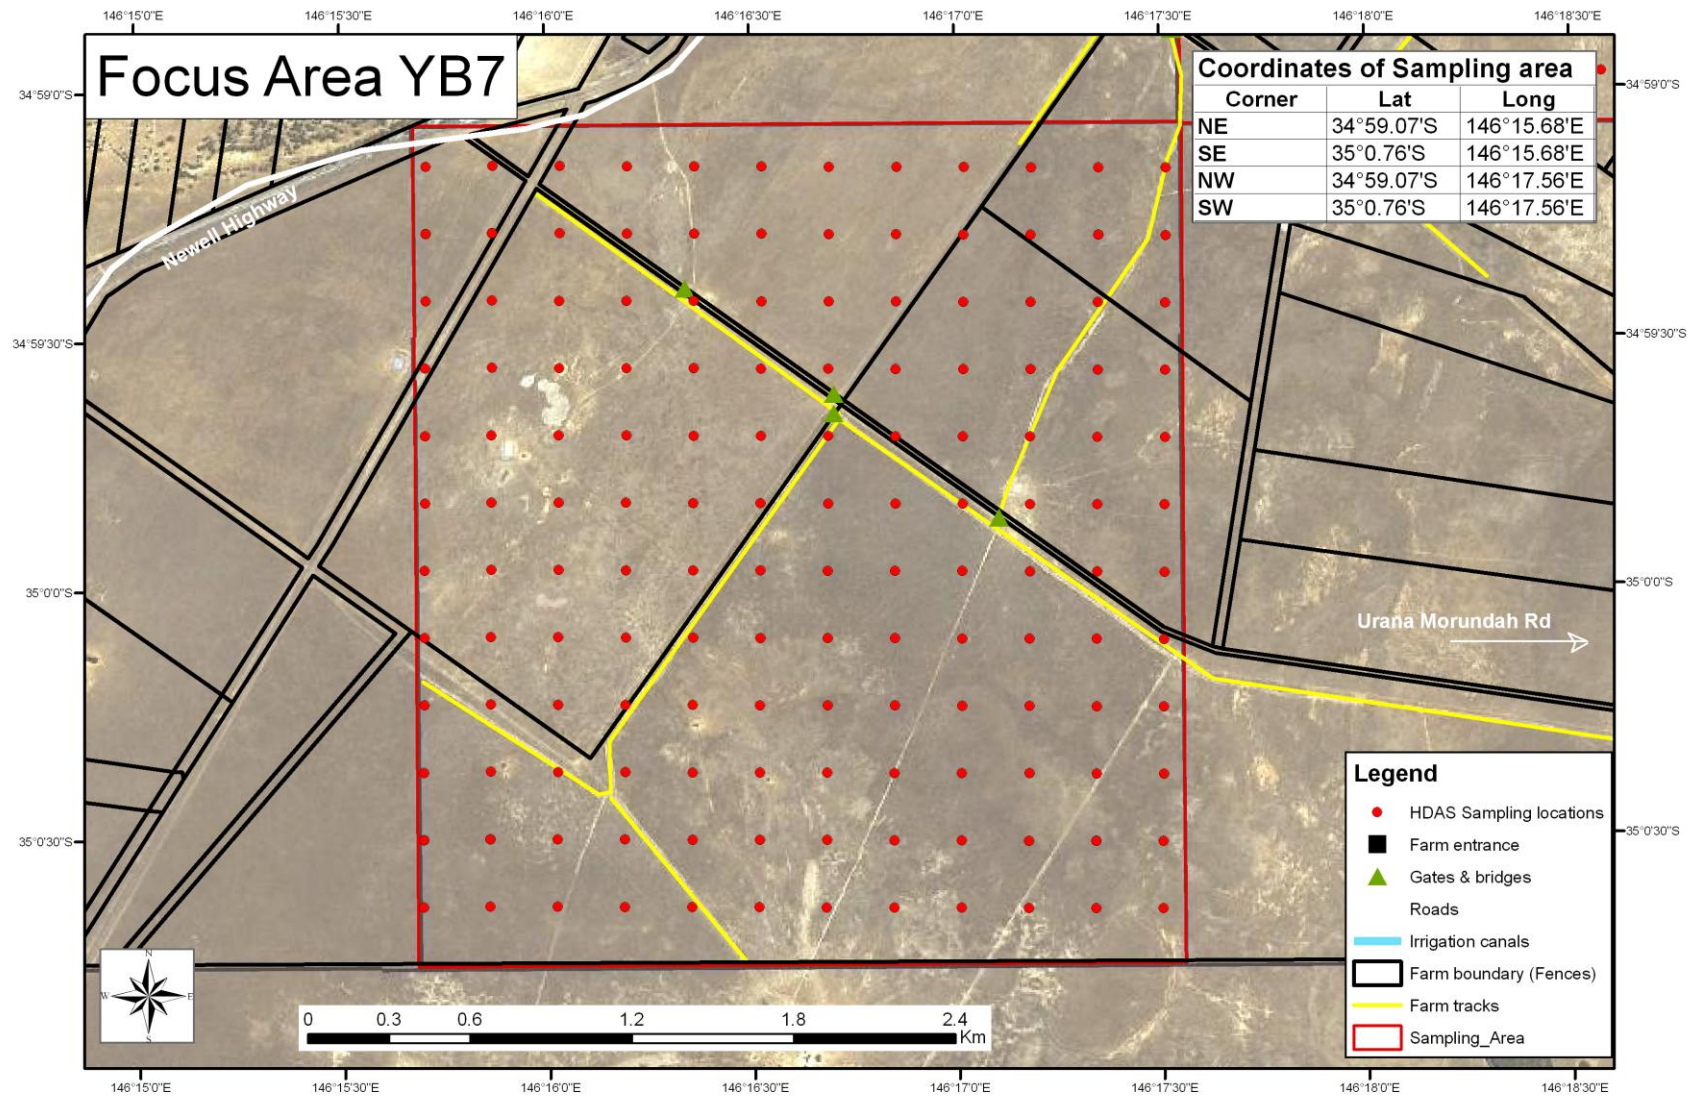 146°15'0"E
146°15'30"E
146°16'0"E
146°16'30"E
146°17'0"E
146°17'30"E
146°18'0"E
146°18'30"E
Focus Area YB7
Coordinates of Sampling area
Corner Lat Long
NE 34°59.07'S 146°15.68'E
SE 35°0.76'S 146°15.68'E
NW 34°59.07'S 146°17.56'E
SW 35°0.76'S 146°17.56'E
34°59'0"S
34°59'0"S
Newell Highway
34°59'30"S
34°59'30"S
35°0'0"S
35°0'0"S
Urana Morundah Rd
35°0'30"S
35°0'30"S
Legend
HDAS Sampling locations
Farm entrance
Gates & bridges
Roads
Irrigation canals
Farm boundary (Fences)
Farm tracks
Sampling_Area
N
W E
S
0 0.3 0.6 1.2 1.8 2.4
Km
146°15'0"E
146°15'30"E
146°16'0"E
146°16'30"E
146°17'0"E
146°17'30"E
146°18'0"E
146°18'30"E